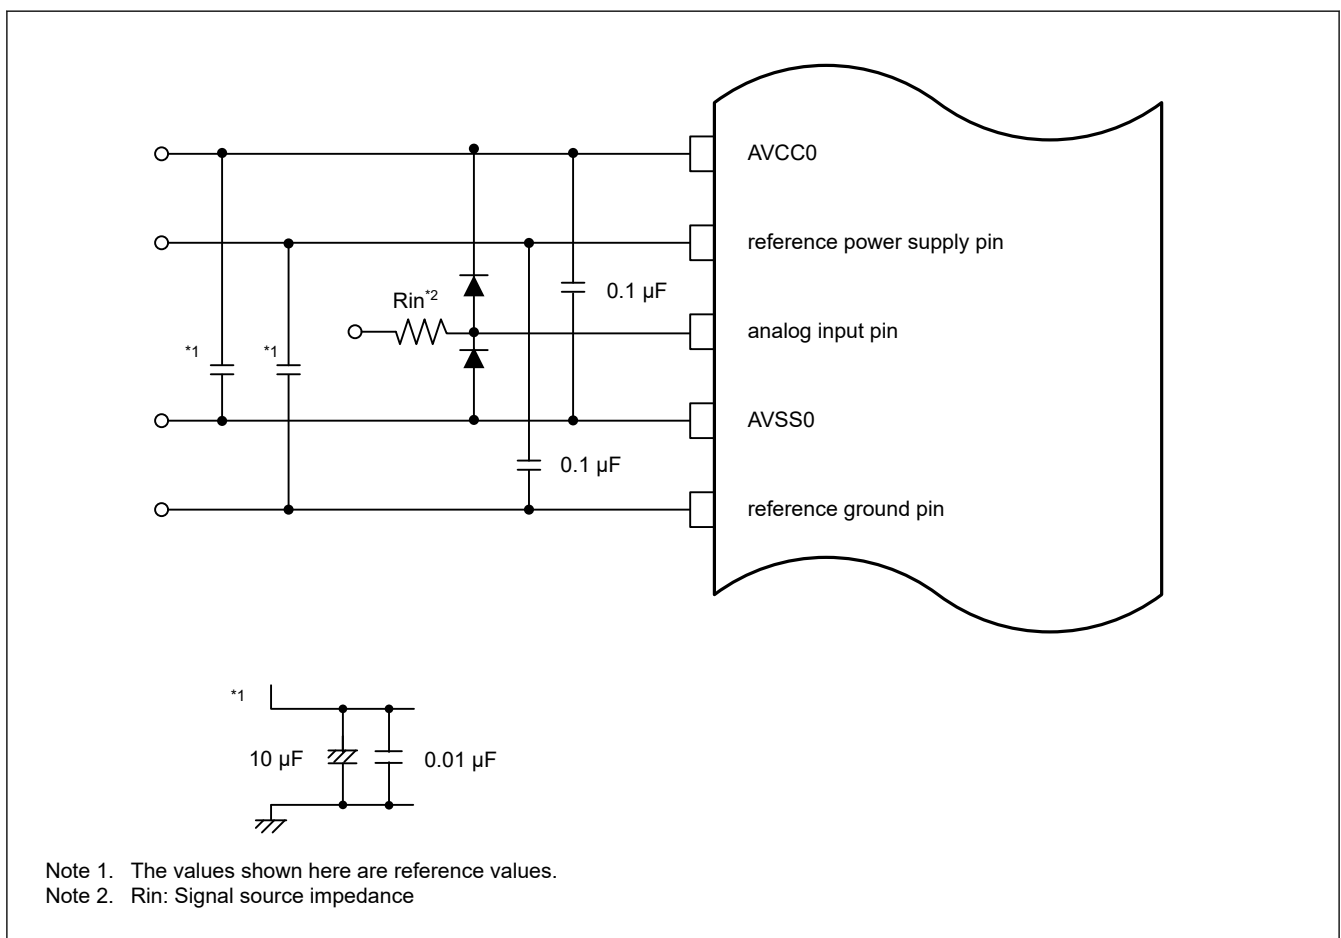 AVCC0
reference power supply pin
Rin*2
0.1 µF
analog input pin
*1
*1
AVSS0
0.1 µF
reference ground pin
*1
10 µF
0.01 µF
Note 1. The values shown here are reference values.
Note 2. Rin: Signal source impedance